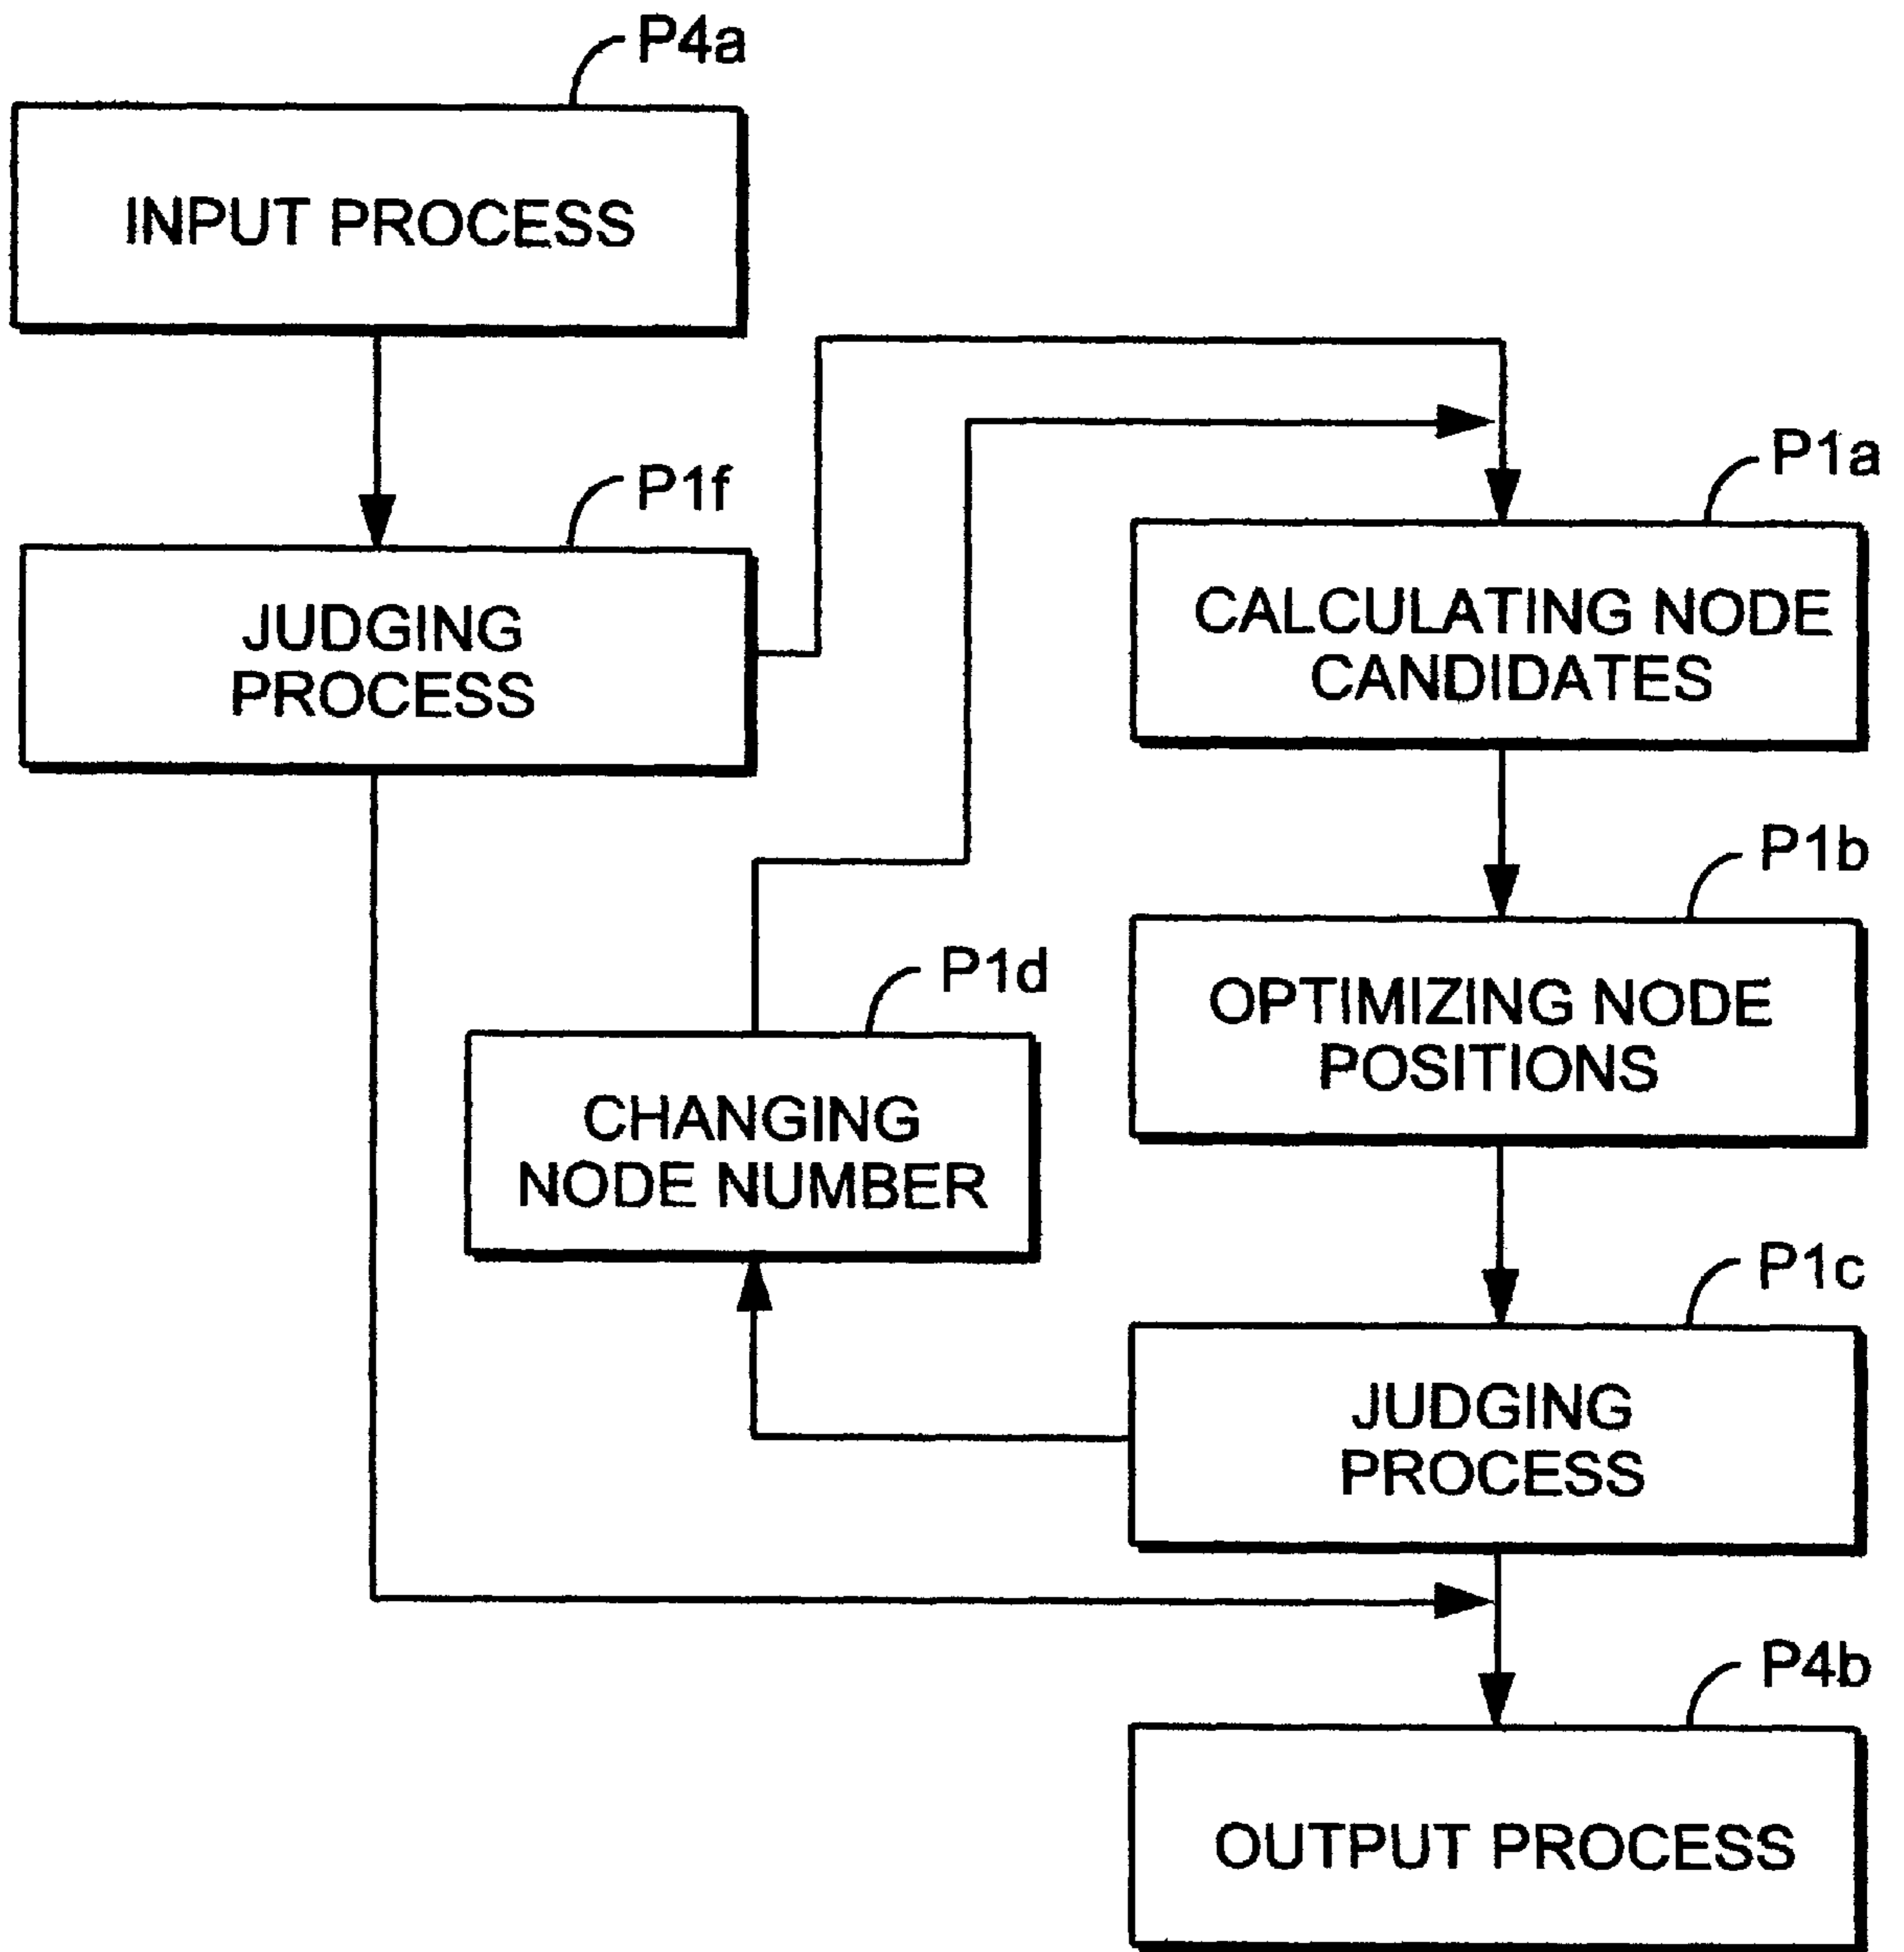 P4a
INPUT PROCESS
P1f
JUDGING
PROCESS
P1a
CALCULATING NODE
CANDIDATES
P1b
OPTIMIZING NODE
POSITIONS
P1d
CHANGING
NODE NUMBER
P1c
JUDGING
PROCESS
P4b
OUTPUT PROCESS